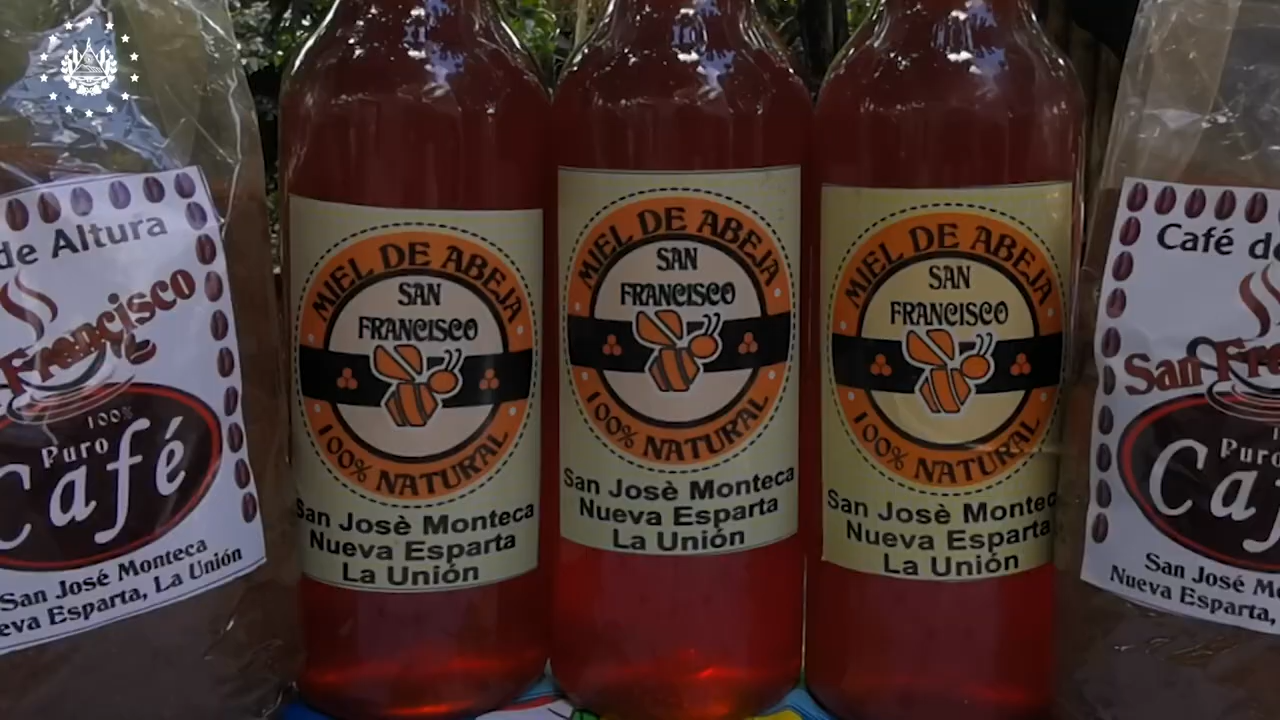 de Altura
Francisco
100%
Puro
Café
San José Monteca
Nueva Esparta, La Unión
MIEL DE ABEJA
SAN
FRANCISCO
100% NATURAL
San Josè Monteca
Nueva Esparta
La Unión
MIEL DE ABEJA
SAN
FRANCISCO
100% NATURAL
San Josè Monteca
Nueva Esparta
La Unión
MIEL DE ABEJA
SAN
FRANCISCO
100% NATURAL
San Josè Montec
Nueva Esparta
La Unión
Café de
San Fra
Puro
Caf
San José Mo
Nueva Esparta,